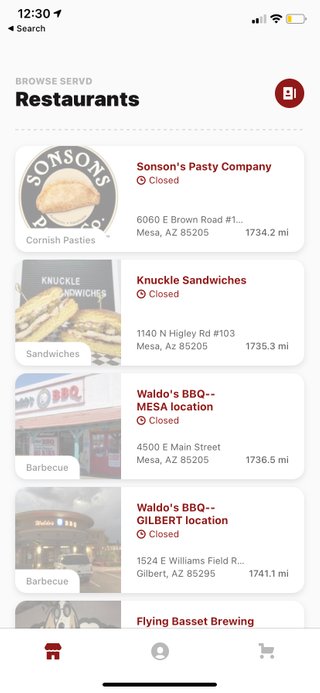 12:30
Search
BROWSE SERVD
Restaurants
SONSONS
Cornish Pasties
Sonson's Pasty Company
Closed
6060 E Brown Road #1...
Mesa, AZ 85205
1734.2 mi
KNUCKLE
SANDWICHES
Sandwiches
Knuckle Sandwiches
Closed
1140 N Higley Rd #103
Mesa, Az 85205
1735.3 mi
BBQ
Barbecue
Waldo's BBQ--
MESA location
Closed
4500 E Main Street
Mesa, AZ 85205
1736.5 mi
Waldo's BBQ
Barbecue
Waldo's BBQ--
GILBERT location
Closed
1524 E Williams Field R...
Gilbert, AZ 85295
1741.1 mi
Flying Basset Brewing